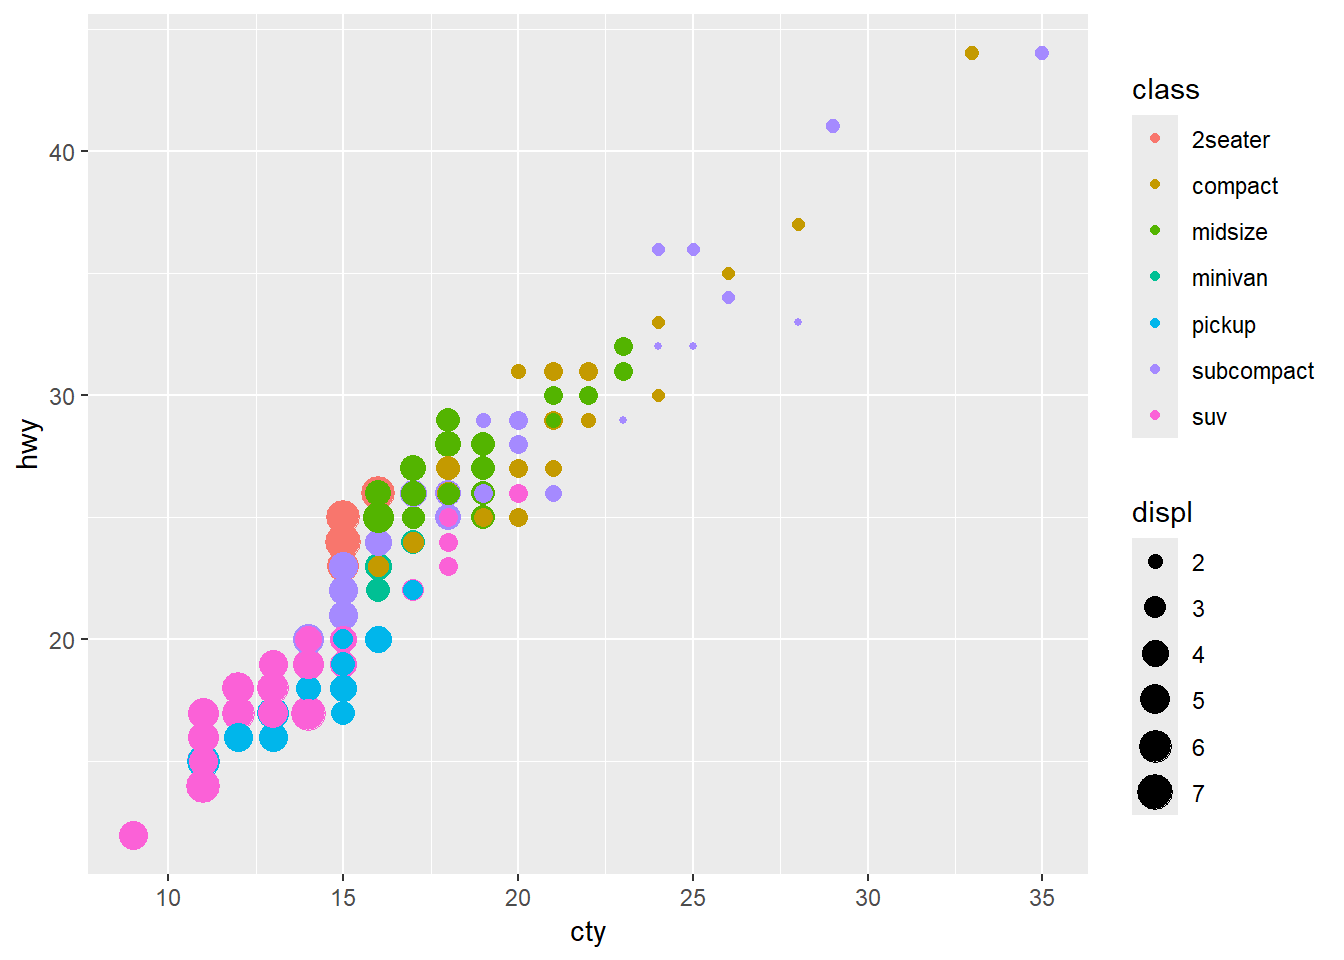 40
30
20
hwy
10 15 20 25 30 35
cty
class
2seater
compact
midsize
minivan
pickup
subcompact
suv
displ
2
3
4
5
6
7